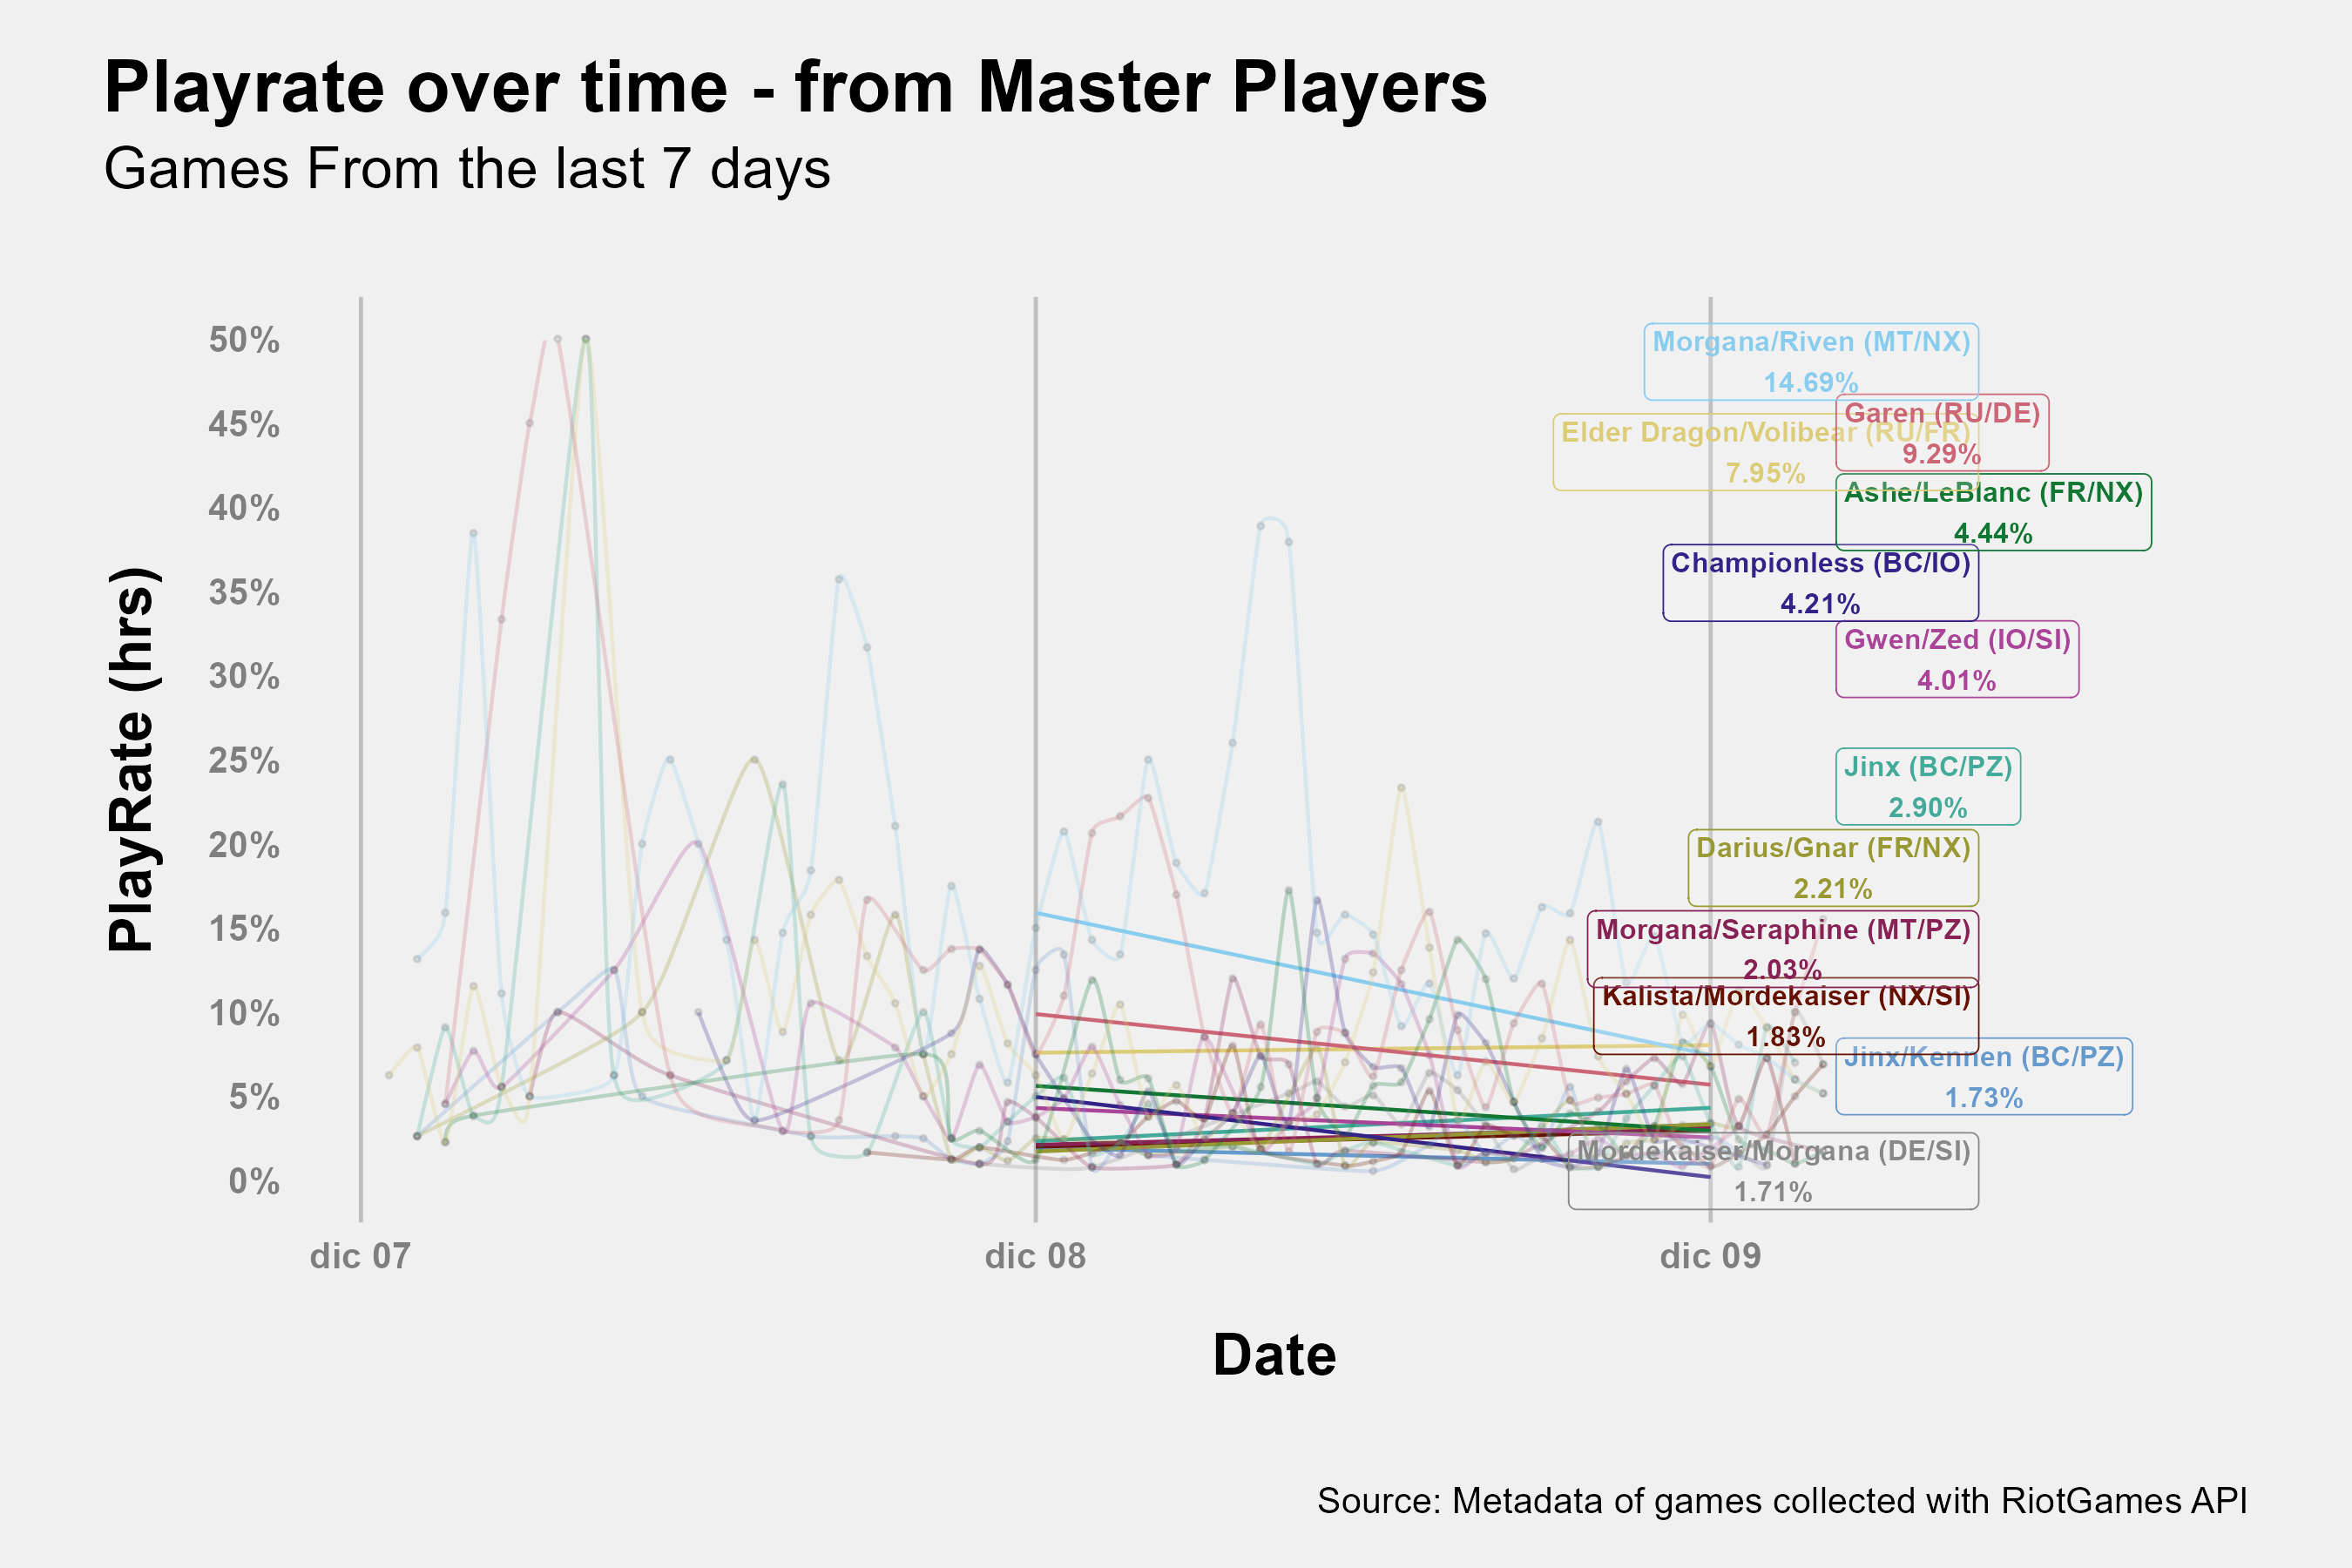 Playrate over time - from Master Players
Games From the last 7 days
PlayRate (hrs)
50%
45%
40%
35%
30%
25%
20%
15%
10%
5%
0%
Morgana/Riven (MT/NX)
14.69%
Garen (RU/DE)
9.29%
Elder Dragon/Volibear (RU/FR)
7.95%
Ashe/LeBlanc (FR/NX)
4.44%
Championless (BC/IO)
4.21%
Gwen/Zed (IO/SI)
4.01%
Jinx (BC/PZ)
2.90%
Darius/Gnar (FR/NX)
2.21%
Morgana/Seraphine (MT/PZ)
2.03%
Kalista/Mordekaiser (NX/SI)
1.83%
Jinx/Kennen (BC/PZ)
1.73%
Mordekaiser/Morgana (DE/SI)
1.71%
dic 07
dic 08
dic 09
Date
Source: Metadata of games collected with RiotGames API